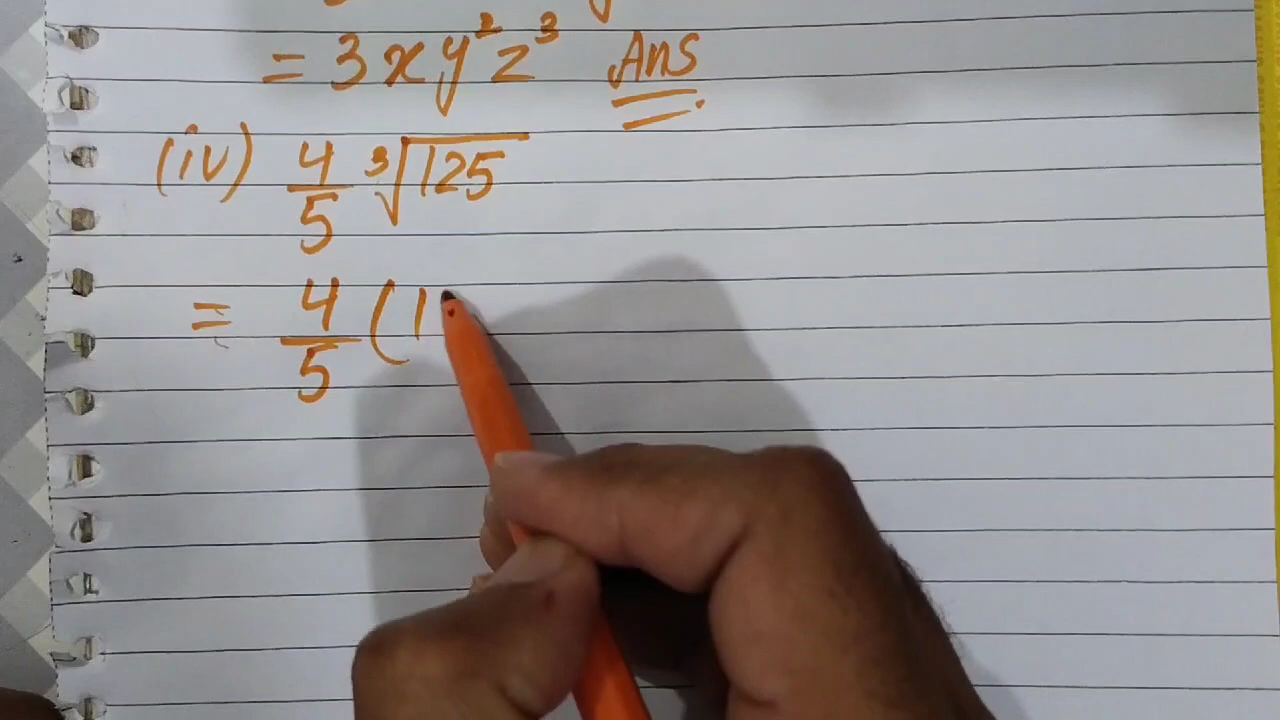 = 3xy²z³ Ans
(iv) 4/5 ∛125
= 4/5 (1